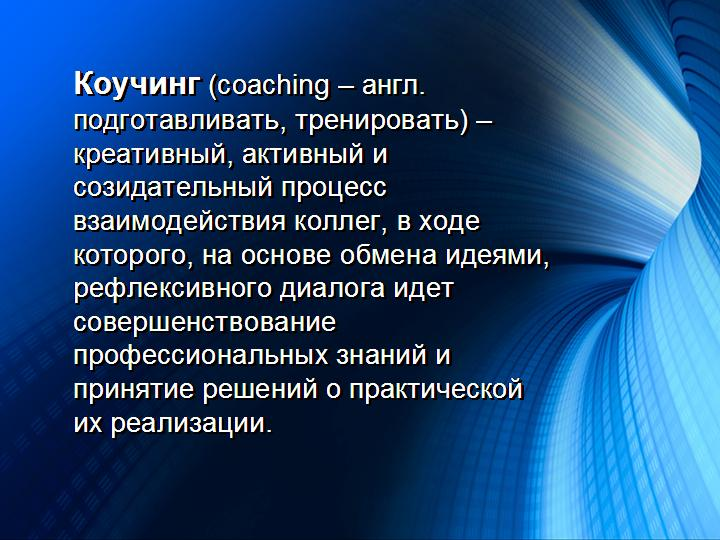 Коучинг (coaching – англ.
подготавливать, тренировать) –
креативный, активный и
созидательный процесс
взаимодействия коллег, в ходе
которого, на основе обмена идеями,
рефлексивного диалога идет
совершенствование
профессиональных знаний и
принятие решений о практической
их реализации.